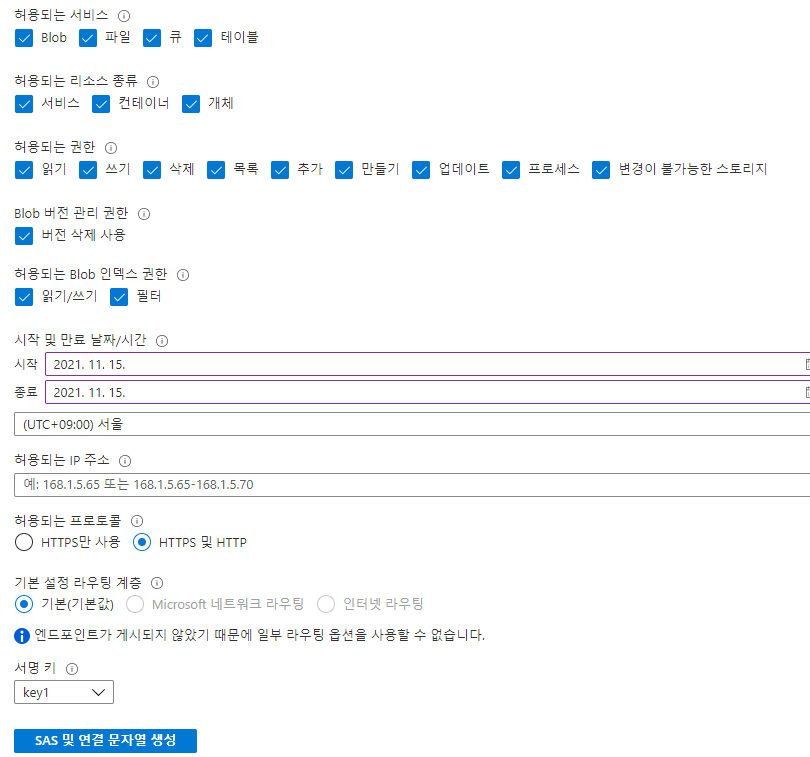 허용되는 서비스
Blob 파일 큐 테이블
허용되는 리소스 종류
서비스 컨테이너 개체
허용되는 권한
읽기 쓰기 삭제 목록 추가 만들기 업데이트 프로세스 변경이 불가능한 스토리지
Blob 버전 관리 권한
버전 삭제 사용
허용되는 Blob 인덱스 권한
읽기/쓰기 필터
시작 및 만료 날짜/시간
시작 2021. 11. 15.
종료 2021. 11. 15.
(UTC+09:00) 서울
허용되는 IP 주소
예: 168.1.5.65 또는 168.1.5.65-168.1.5.70
허용되는 프로토콜
HTTPS만 사용 HTTPS 및 HTTP
기본 설정 라우팅 계층
기본(기본값) Microsoft 네트워크 라우팅 인터넷 라우팅
엔드포인트가 게시되지 않았기 때문에 일부 라우팅 옵션을 사용할 수 없습니다.
서명 키
key1
SAS 및 연결 문자열 생성